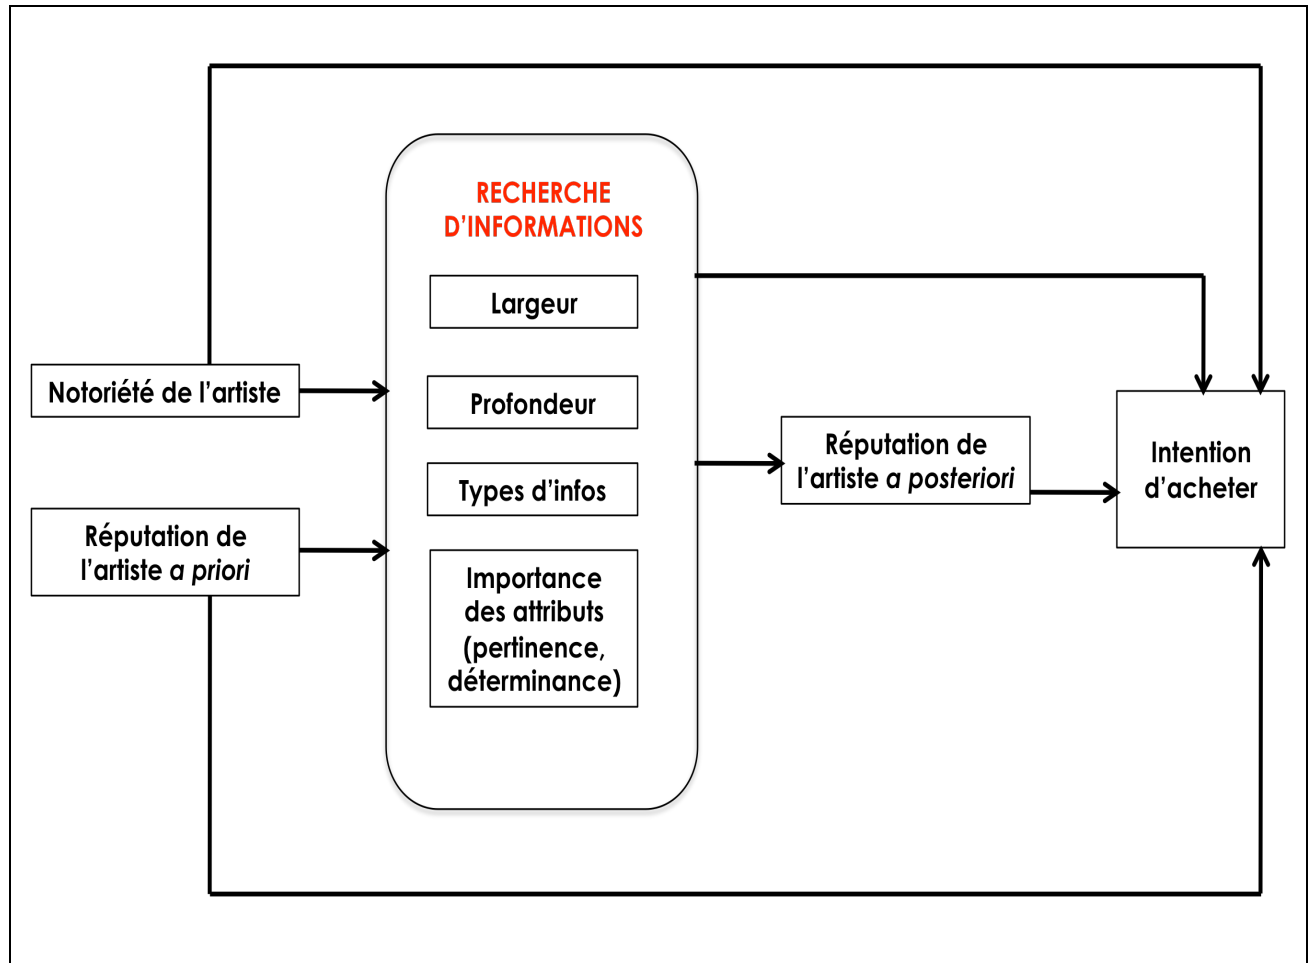 RECHERCHE
D’INFORMATIONS
Largeur
Notoriété de l’artiste
Profondeur
Types d’infos
Réputation de
l’artiste a priori
Importance
des attributs
(pertinence,
déterminance)
Réputation de
l’artiste a posteriori
Intention
d’acheter